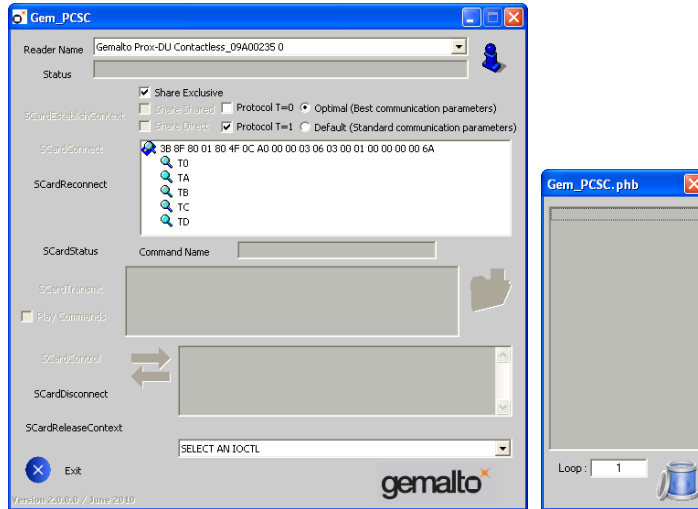 Gem_PCSC
Reader Name Gemalto Prox-DU Contactless_09A00235 0
Status
Share Exclusive
SCardEstablishContext Share Shared Protocol T=0 Optimal (Best communication parameters)
Share Direct Protocol T=1 Default (Standard communication parameters)
SCardConnect 3B 8F 80 01 80 4F 0C A0 00 00 03 06 03 00 01 00 00 00 00 6A
T0
TA
SCardReconnect
TB
TC
TD
SCardStatus Command Name
SCardTransmit
Play Commands
SCardControl
SCardDisconnect
SCardReleaseContext
SELECT AN IOCTL
Exit
gemalto
Version 2.0.0.0 / June 2010
Gem_PCSC.phb
Loop : 1